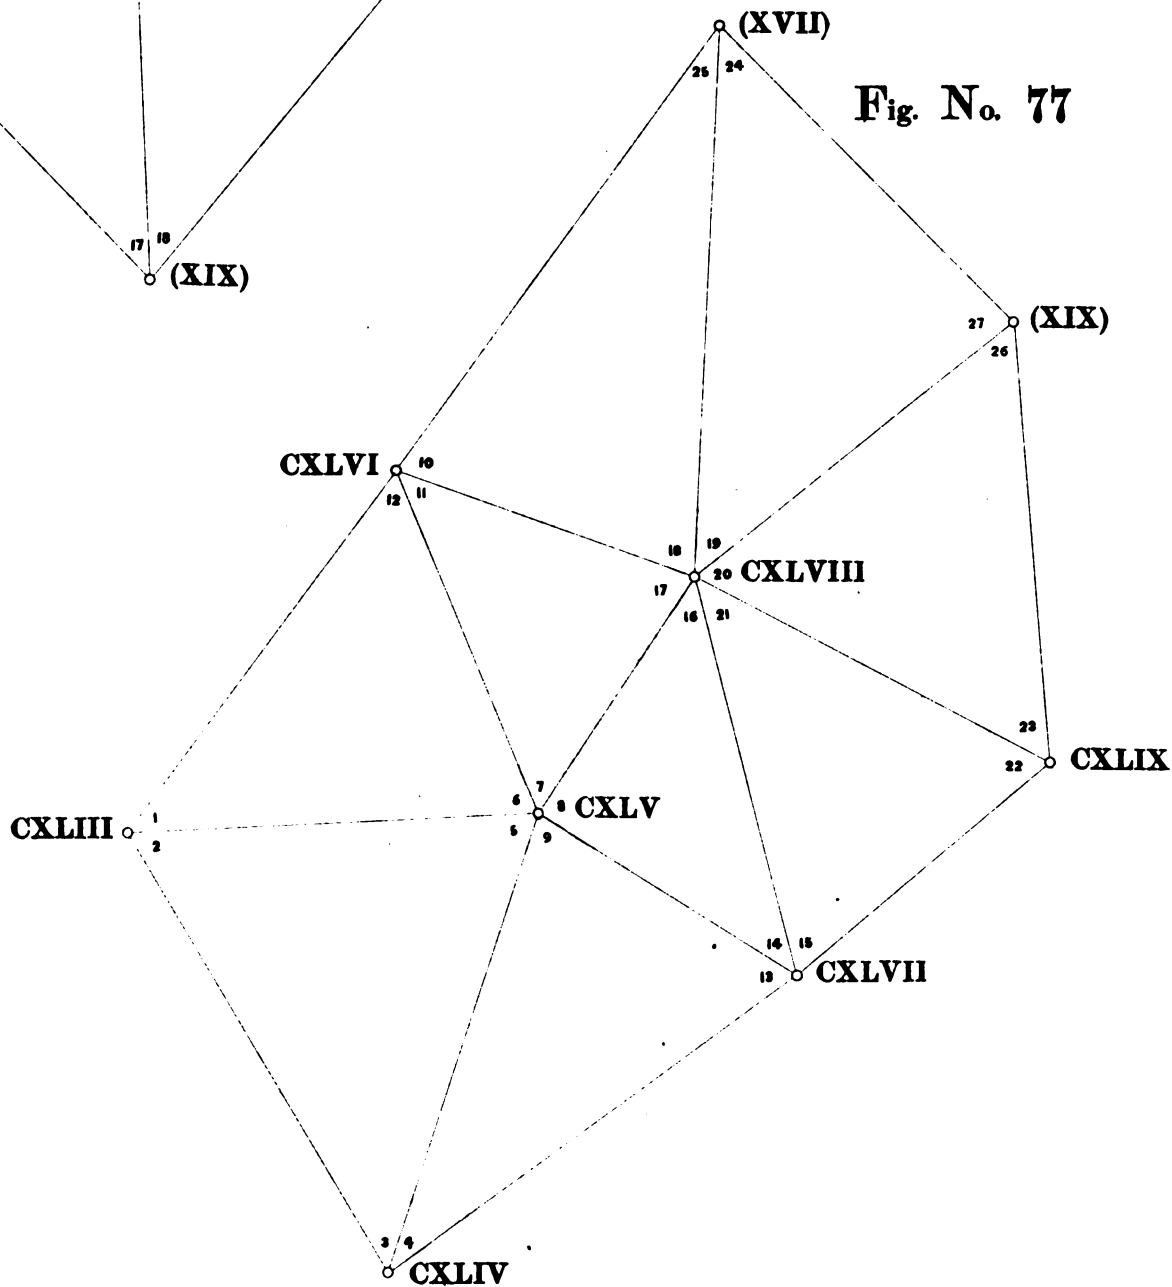 (XVII)
25 24
Fig. No. 77
17 18
(XIX)
27 (XIX)
26
CXLVI 10
12 11
18 19
17 20 CXLVIII
16 21
23
22 CXLIX
7
6 8 CXLV
5 9
1
CXLIII
2
14 15
13 CXLVII
3 4
CXLIV